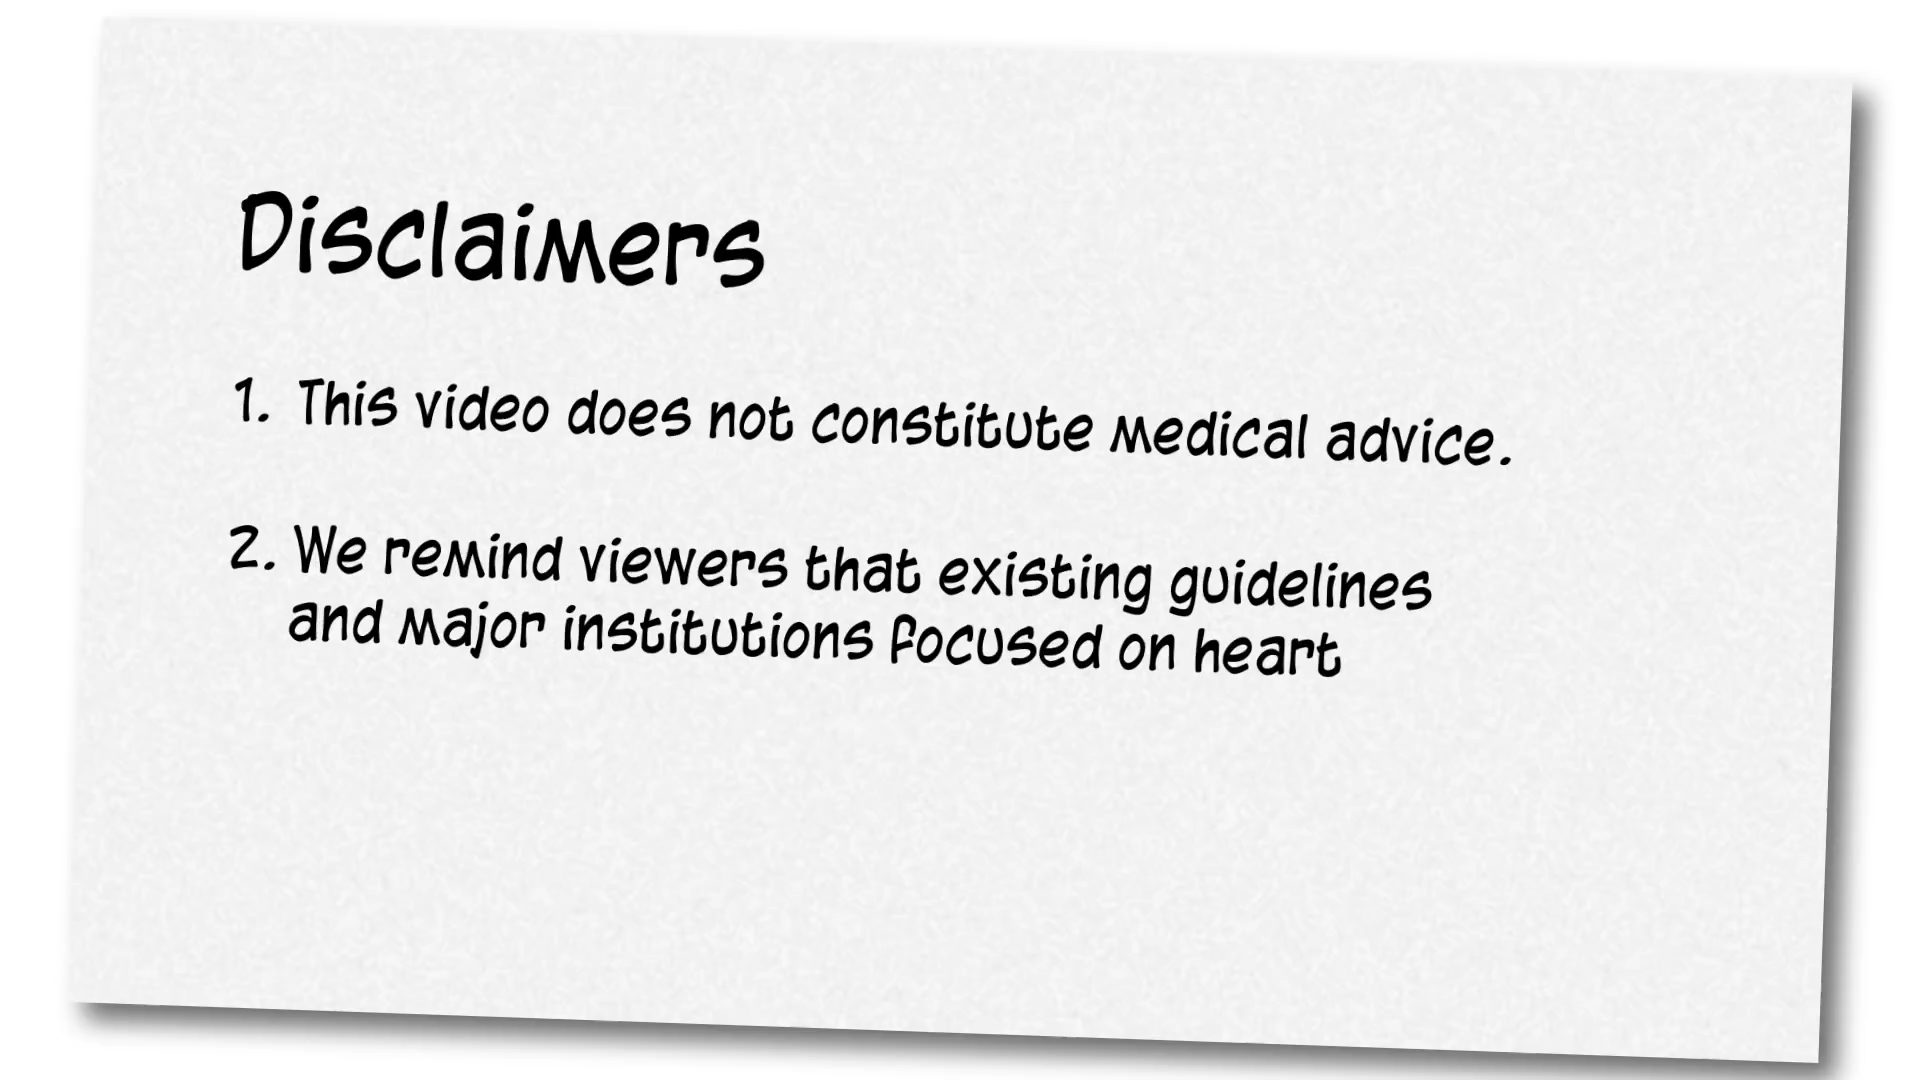 Disclaimers
1. This video does not constitute medical advice.
2. We remind viewers that existing guidelines
and major institutions focused on heart